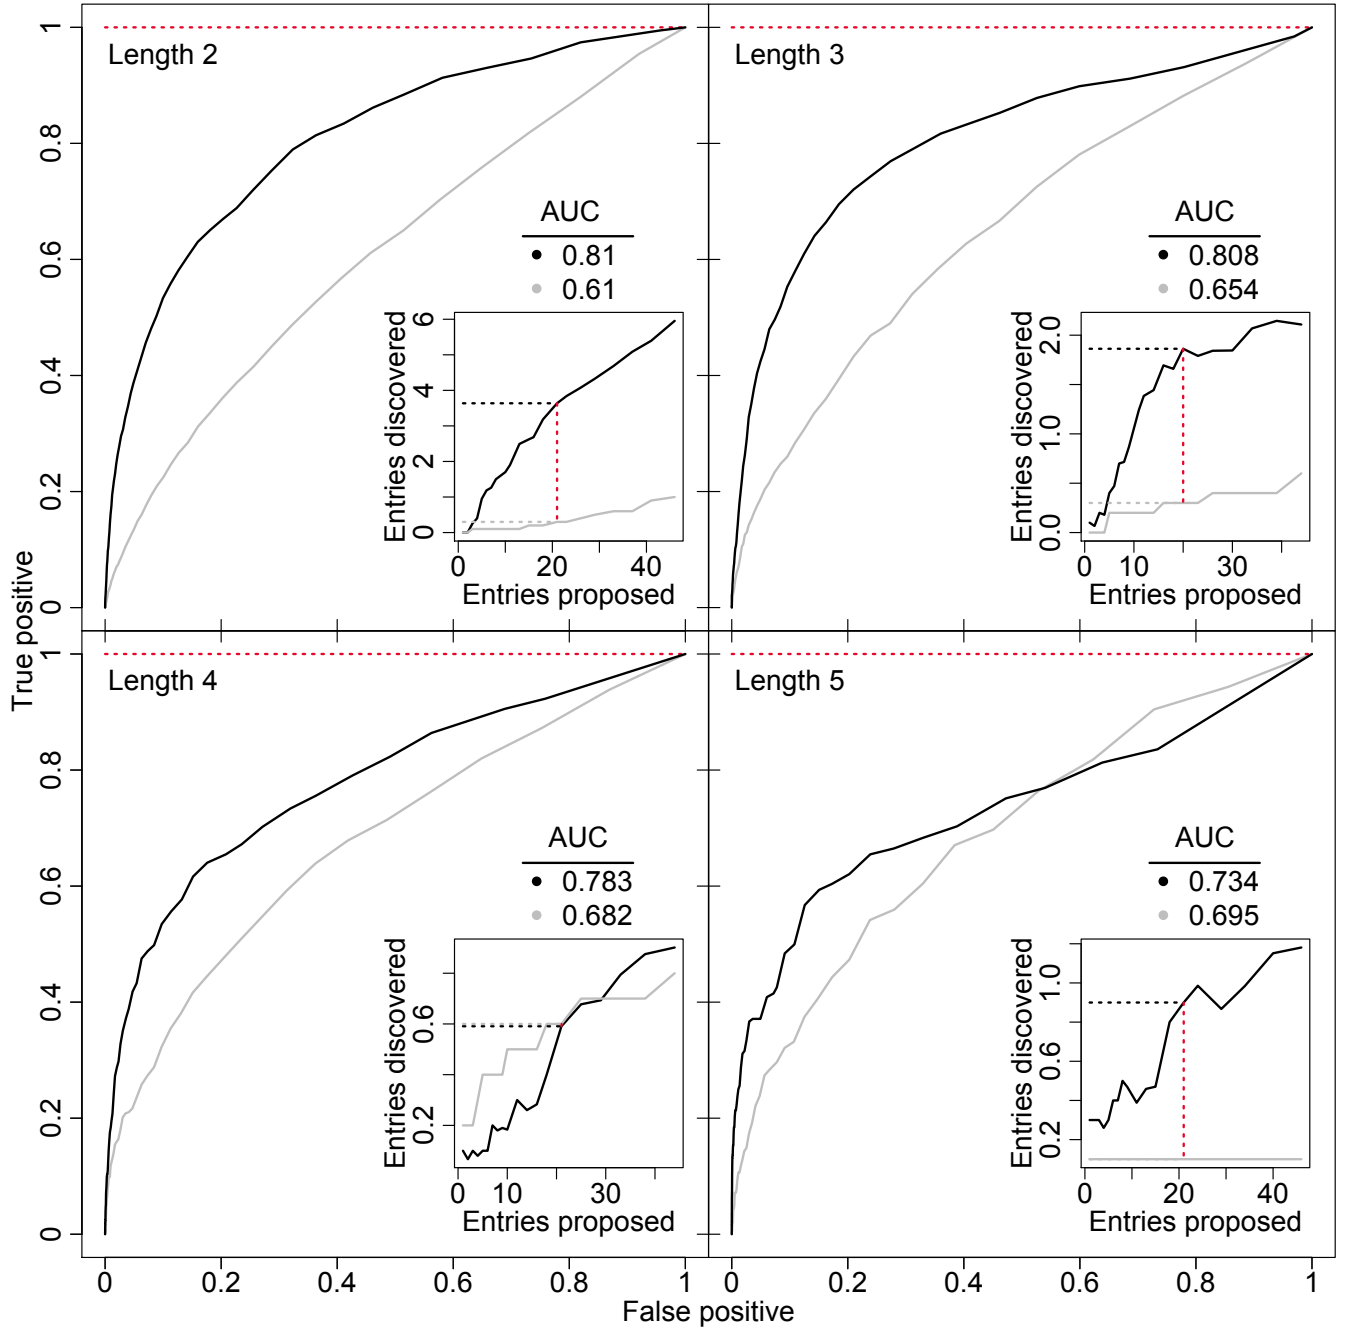 Length 2
1
0.8
0.6
0.4
0.2
0
AUC
0.81
0.61
Entries discovered
6
4
2
0
0 20 40
Entries proposed
Length 3
AUC
0.808
0.654
Entries discovered
2.0
1.0
0.0
10 30
Entries proposed
True positive
Length 4
1
0.8
0.6
0.4
0.2
0
AUC
0.783
0.682
Entries discovered
0.6
0.2
0 10 30
Entries proposed
Length 5
AUC
0.734
0.695
Entries discovered
1.0
0.6
0.2
0 20 40
Entries proposed
0 0.2 0.4 0.6 0.8 1
0 0.2 0.4 0.6 0.8 1
False positive